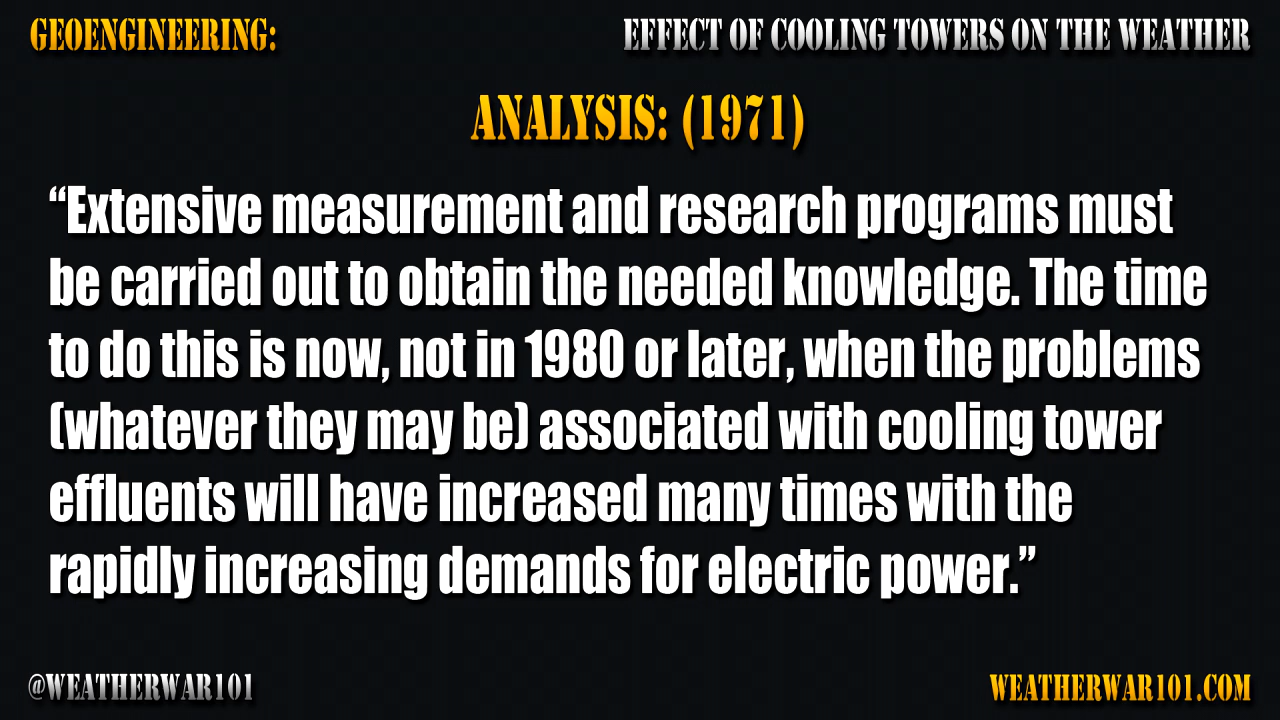 GEOENGINEERING:
EFFECT OF COOLING TOWERS ON THE WEATHER
ANALYSIS: (1971)
“Extensive measurement and research programs must
be carried out to obtain the needed knowledge. The time
to do this is now, not in 1980 or later, when the problems
(whatever they may be) associated with cooling tower
effluents will have increased many times with the
rapidly increasing demands for electric power.”
@WEATHERWAR101
WEATHERWAR101.COM